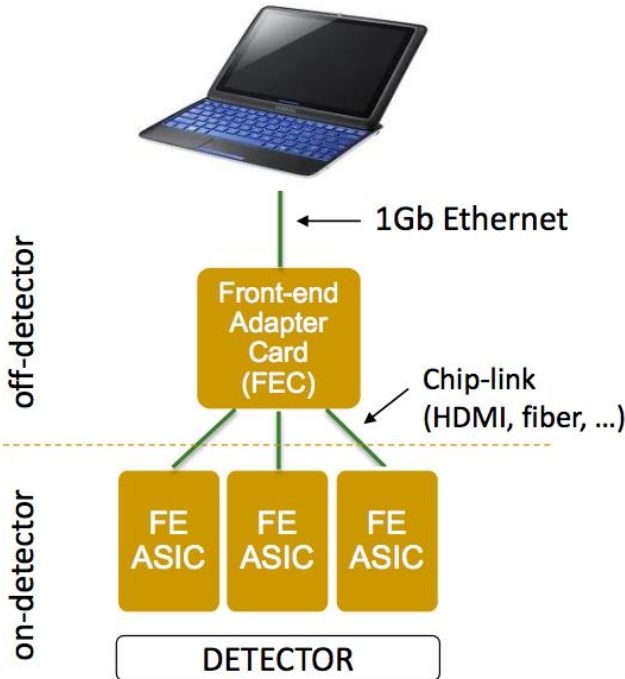 1Gb Ethernet
off-detector
Front-end
Adapter
Card
(FEC)
Chip-link
(HDMI, fiber, ...)
on-detector
FE
ASIC
FE
ASIC
FE
ASIC
DETECTOR